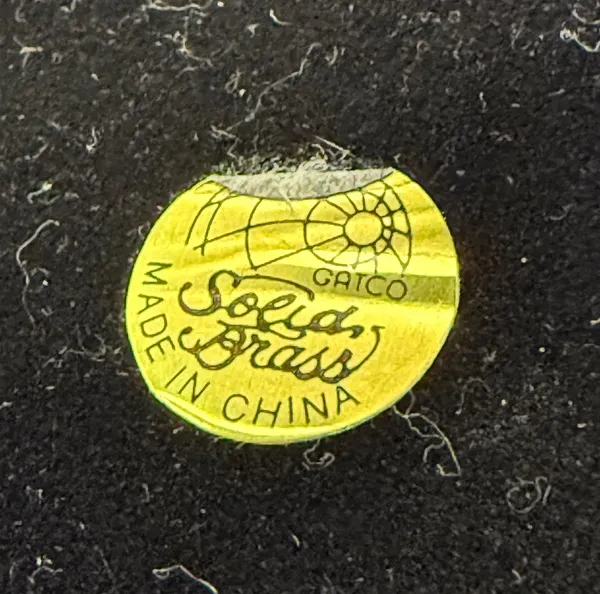 GATCO
Solid
Brass
MADE IN CHINA